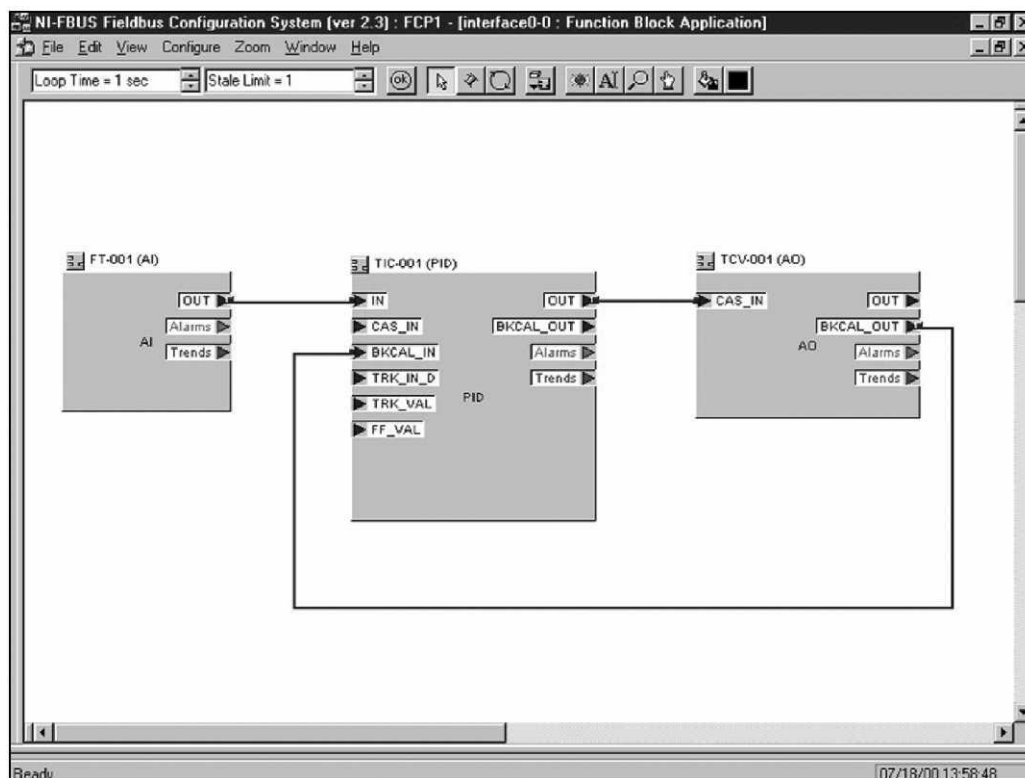 NI-FBUS Fieldbus Configuration System (ver 2.3) : FCP1 - [interface0-0 : Function Block Application]
File Edit View Configure Zoom Window Help
Loop Time = 1 sec Stale Limit = 1 ok A
FT-001 (AI)
OUT
Alarms
AI
Trends
TIC-001 (PID)
IN OUT
CAS_IN BKCAL_OUT
BKCAL_IN Alarms
TRK_IN_D Trends
PID
TRK_VAL
FF_VAL
TCV-001 (AO)
CAS_IN OUT
BKCAL_OUT
AO
Alarms
Trends
Ready 07/18/00 13:58:48